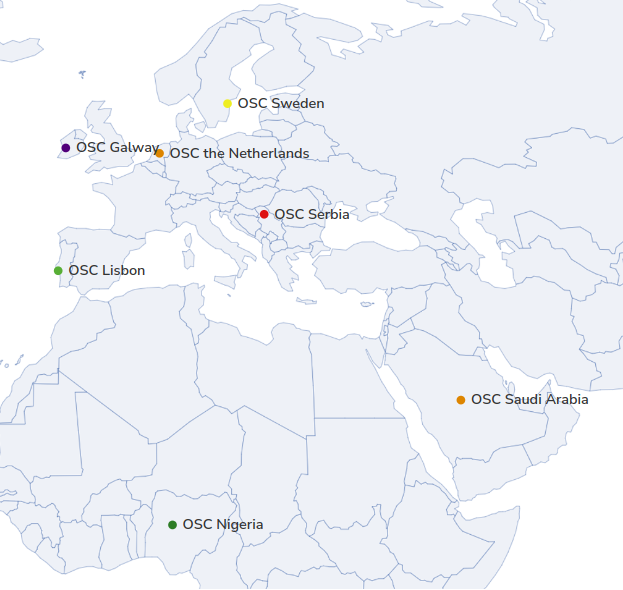 OSC Sweden
OSC Galway
OSC the Netherlands
OSC Serbia
OSC Lisbon
OSC Saudi Arabia
OSC Nigeria